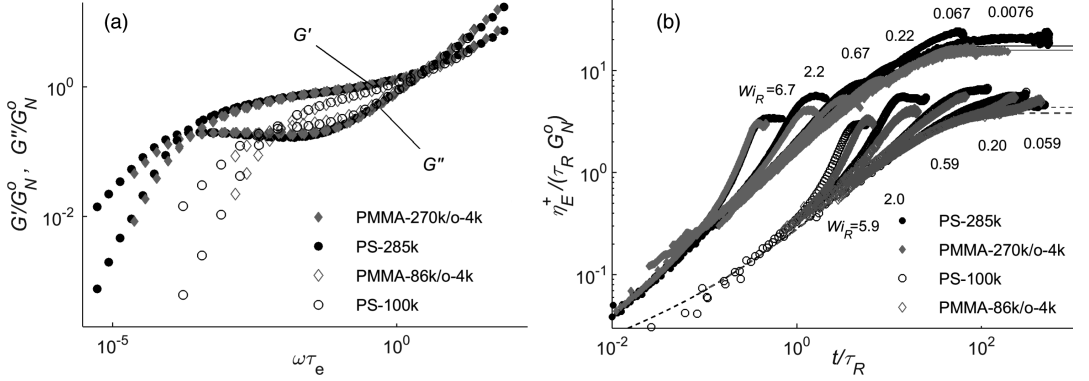 (a)
G'/G_N^o, G"/G_N^o
10^0
10^-2
10^-5
10^0
ωτ_e
G'
G"
PMMA-270k/o-4k
PS-285k
PMMA-86k/o-4k
PS-100k
(b)
η_E^+/(τ_R G_N^o)
10^1
10^0
10^-1
10^-2
10^0
10^2
t/τ_R
0.067
0.0076
0.22
0.67
2.2
Wi_R=6.7
0.059
0.20
0.59
2.0
Wi_R=5.9
PS-285k
PMMA-270k/o-4k
PS-100k
PMMA-86k/o-4k